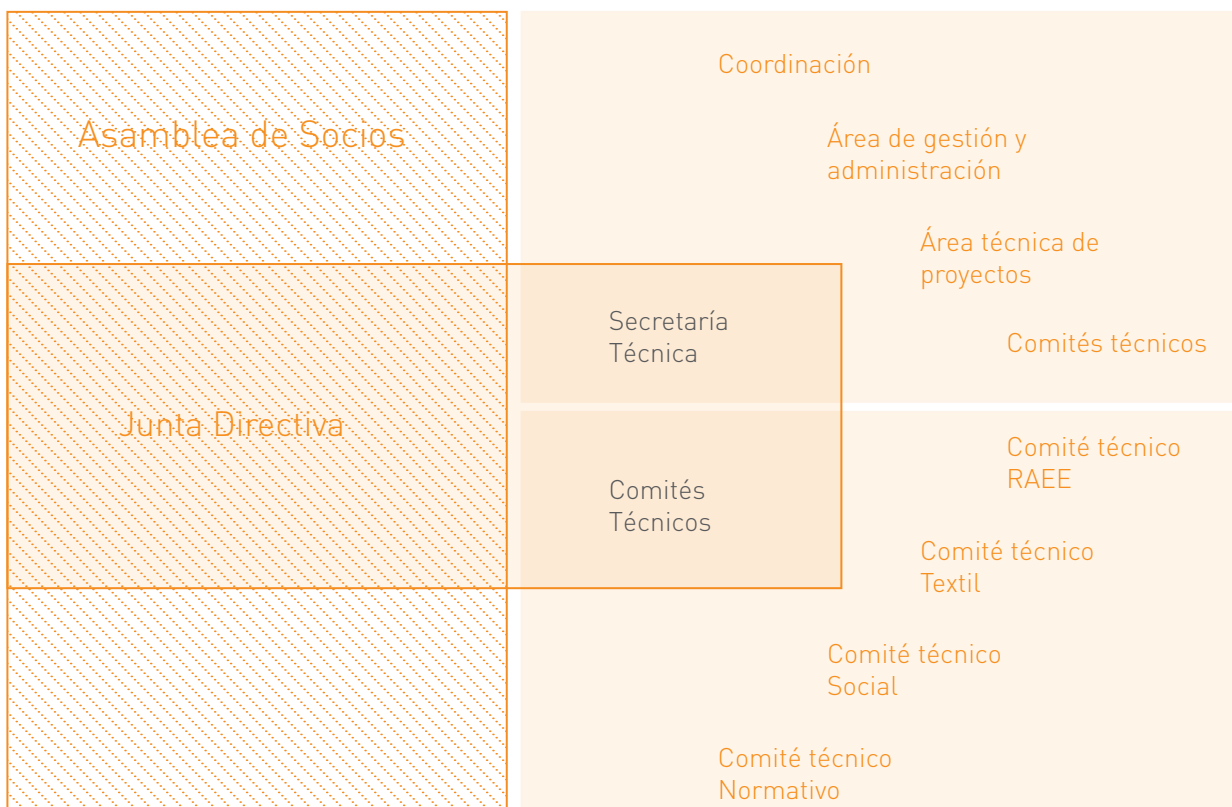 Asamblea de Socios
Junta Directiva
Secretaría
Técnica
Comités
Técnicos
Coordinación
Área de gestión y
administración
Área técnica de
proyectos
Comités técnicos
Comité técnico
RAEE
Comité técnico
Textil
Comité técnico
Social
Comité técnico
Normativo